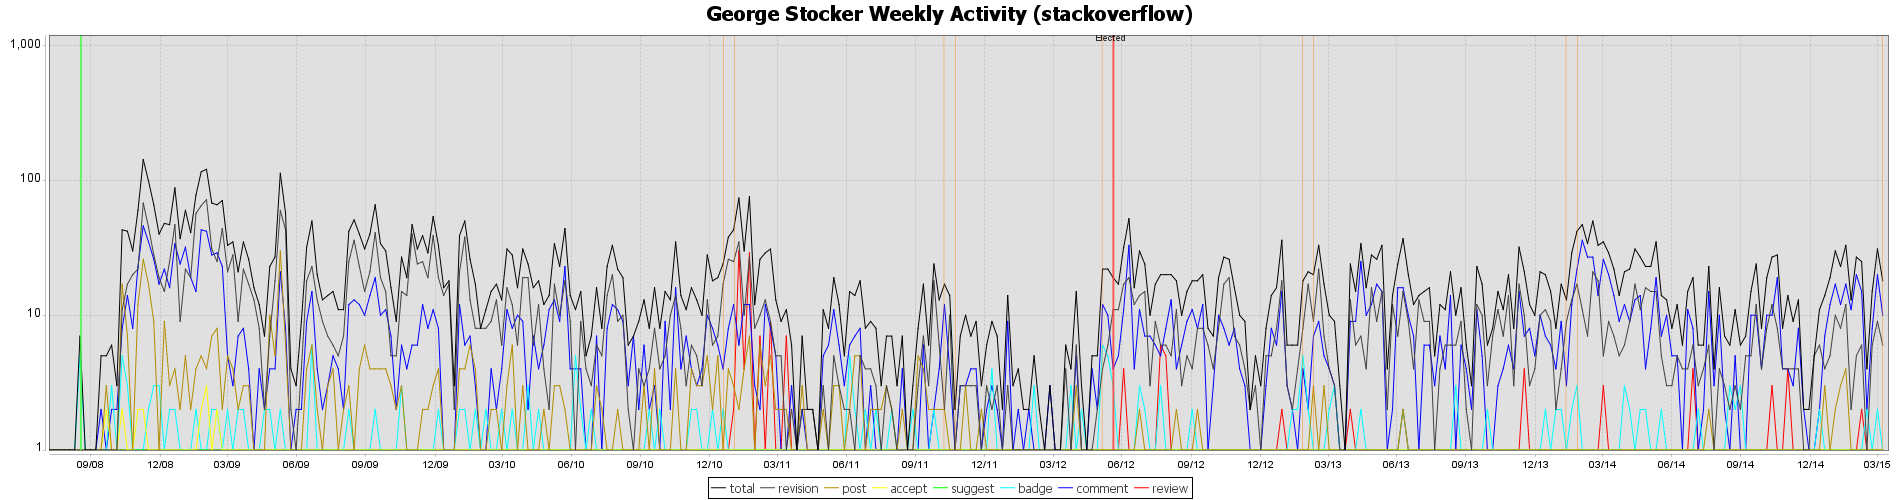 George Stocker Weekly Activity (stackoverflow)
Elected
1,000
100
10
1
09/08 12/08 03/09 06/09 09/09 12/09 03/10 06/10 09/10 12/10 03/11 06/11 09/11 12/11 03/12 06/12 09/12 12/12 03/13 06/13 09/13 12/13 03/14 06/14 09/14 12/14 03/15
total revision post accept suggest badge comment review